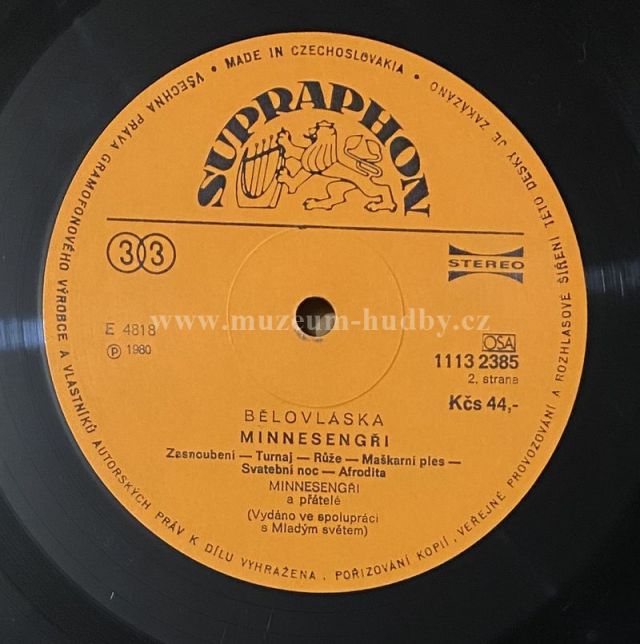 VŠECHNA PRÁVA GRAMOFONOVÉHO VÝROBCE A VLASTNÍKŮ AUTORSKÝCH PRÁV K DÍLU VYHRAŽENA. POŘIZOVÁNÍ KOPIÍ, VEŘEJNÉ PROVOZOVÁNÍ A ROZHLASOVÉ ŠÍŘENÍ TÉTO DESKY JE ZAKÁZÁNO • MADE IN CZECHOSLOVAKIA •
SUPRAPHON
33
STEREO
www.muzeum-hudby.cz
E 4818
Ⓟ 1980
OSA
1113 2385
2. strana
Kčs 44,-
BĚLOVLÁSKA
MINNESENGŘI
Zasnoubení — Turnaj — Růže — Maškarní ples —
Svatební noc — Afrodita
MINNESENGŘI
a přátelé
(Vydáno ve spolupráci
s Mladým světem)